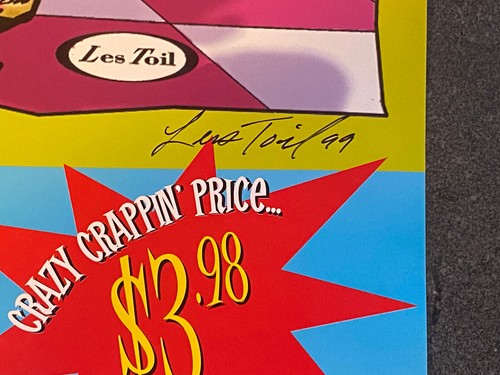 Les Toil
Les Toil 99
CRAZY CRAPPIN' PRICE...
$3.98